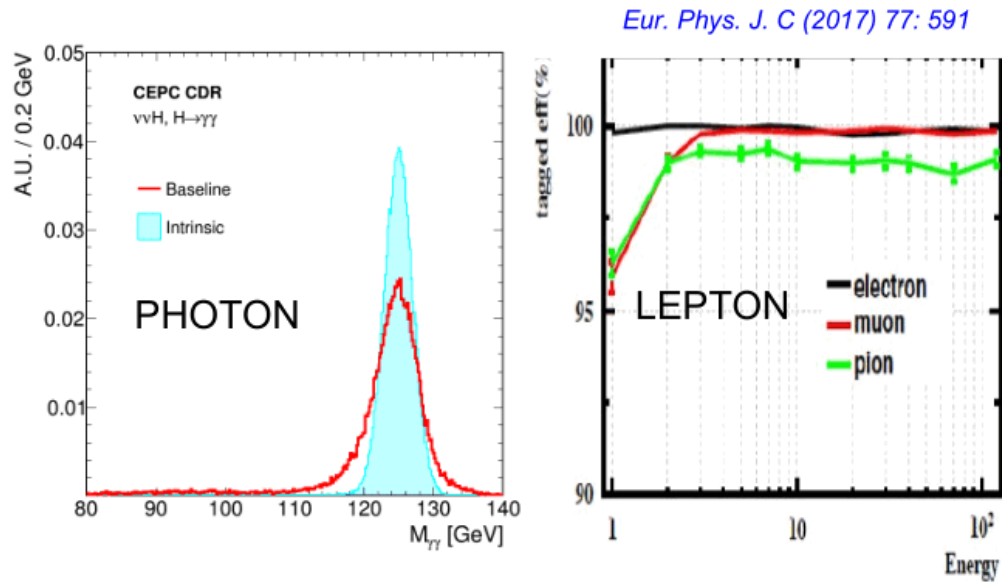 Eur. Phys. J. C (2017) 77: 591
A.U. / 0.2 GeV
0.05
0.04
0.03
0.02
0.01
CEPC CDR
ννH, H→γγ
Baseline
Intrinsic
PHOTON
80 90 100 110 120 130 140
M_γγ [GeV]
tagged eff(%
100
95
90
LEPTON
electron
muon
pion
1 10 10²
Energy